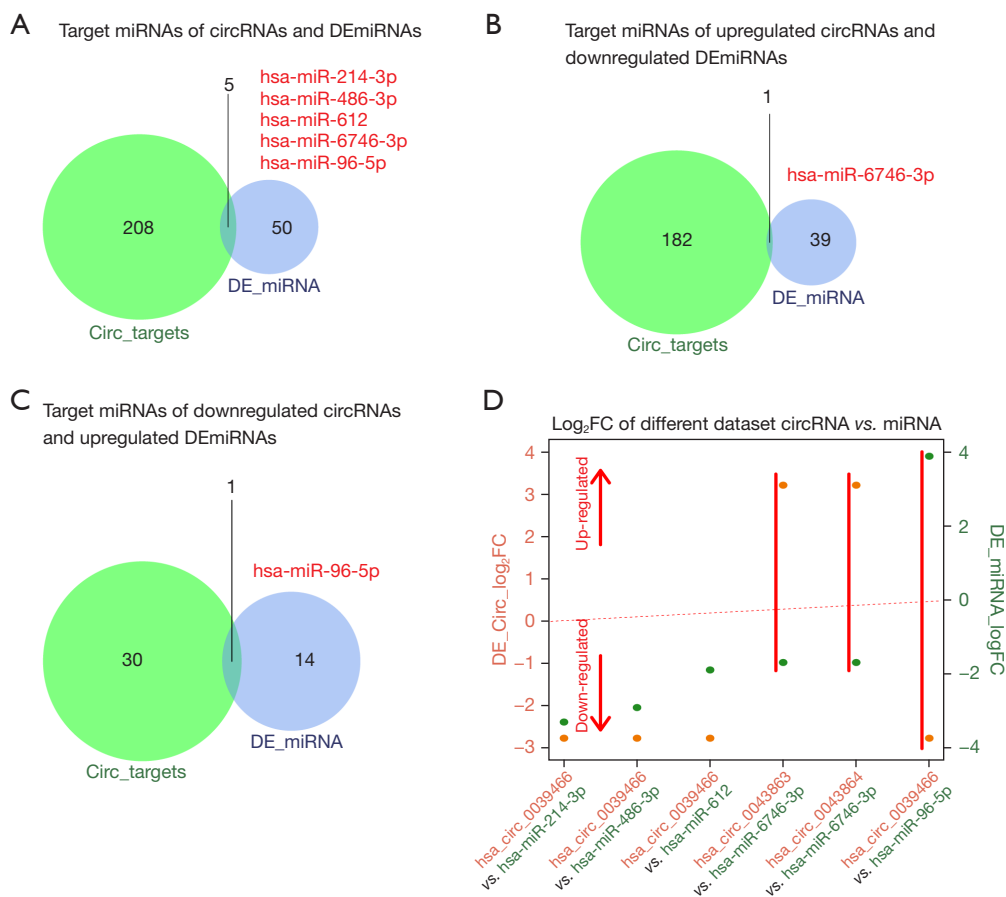 A
Target miRNAs of circRNAs and DEmiRNAs
5
hsa-miR-214-3p
hsa-miR-486-3p
hsa-miR-612
hsa-miR-6746-3p
hsa-miR-96-5p
208
50
DE_miRNA
Circ_targets
B
Target miRNAs of upregulated circRNAs and
downregulated DEmiRNAs
1
hsa-miR-6746-3p
182
39
DE_miRNA
Circ_targets
C
Target miRNAs of downregulated circRNAs
and upregulated DEmiRNAs
1
hsa-miR-96-5p
30
14
DE_miRNA
Circ_targets
D
Log₂FC of different dataset circRNA vs. miRNA
DE_Circ_log₂FC
4
3
2
1
0
−1
−2
−3
Up-regulated
Down-regulated
4
2
0
−2
−4
DE_miRNA_logFC
hsa_circ_0039466
vs. hsa-miR-214-3p
hsa_circ_0039466
vs. hsa-miR-486-3p
hsa_circ_0039466
vs. hsa-miR-612
hsa_circ_0043863
vs. hsa-miR-6746-3p
hsa_circ_0043864
vs. hsa-miR-6746-3p
hsa_circ_0039466
vs. hsa-miR-96-5p